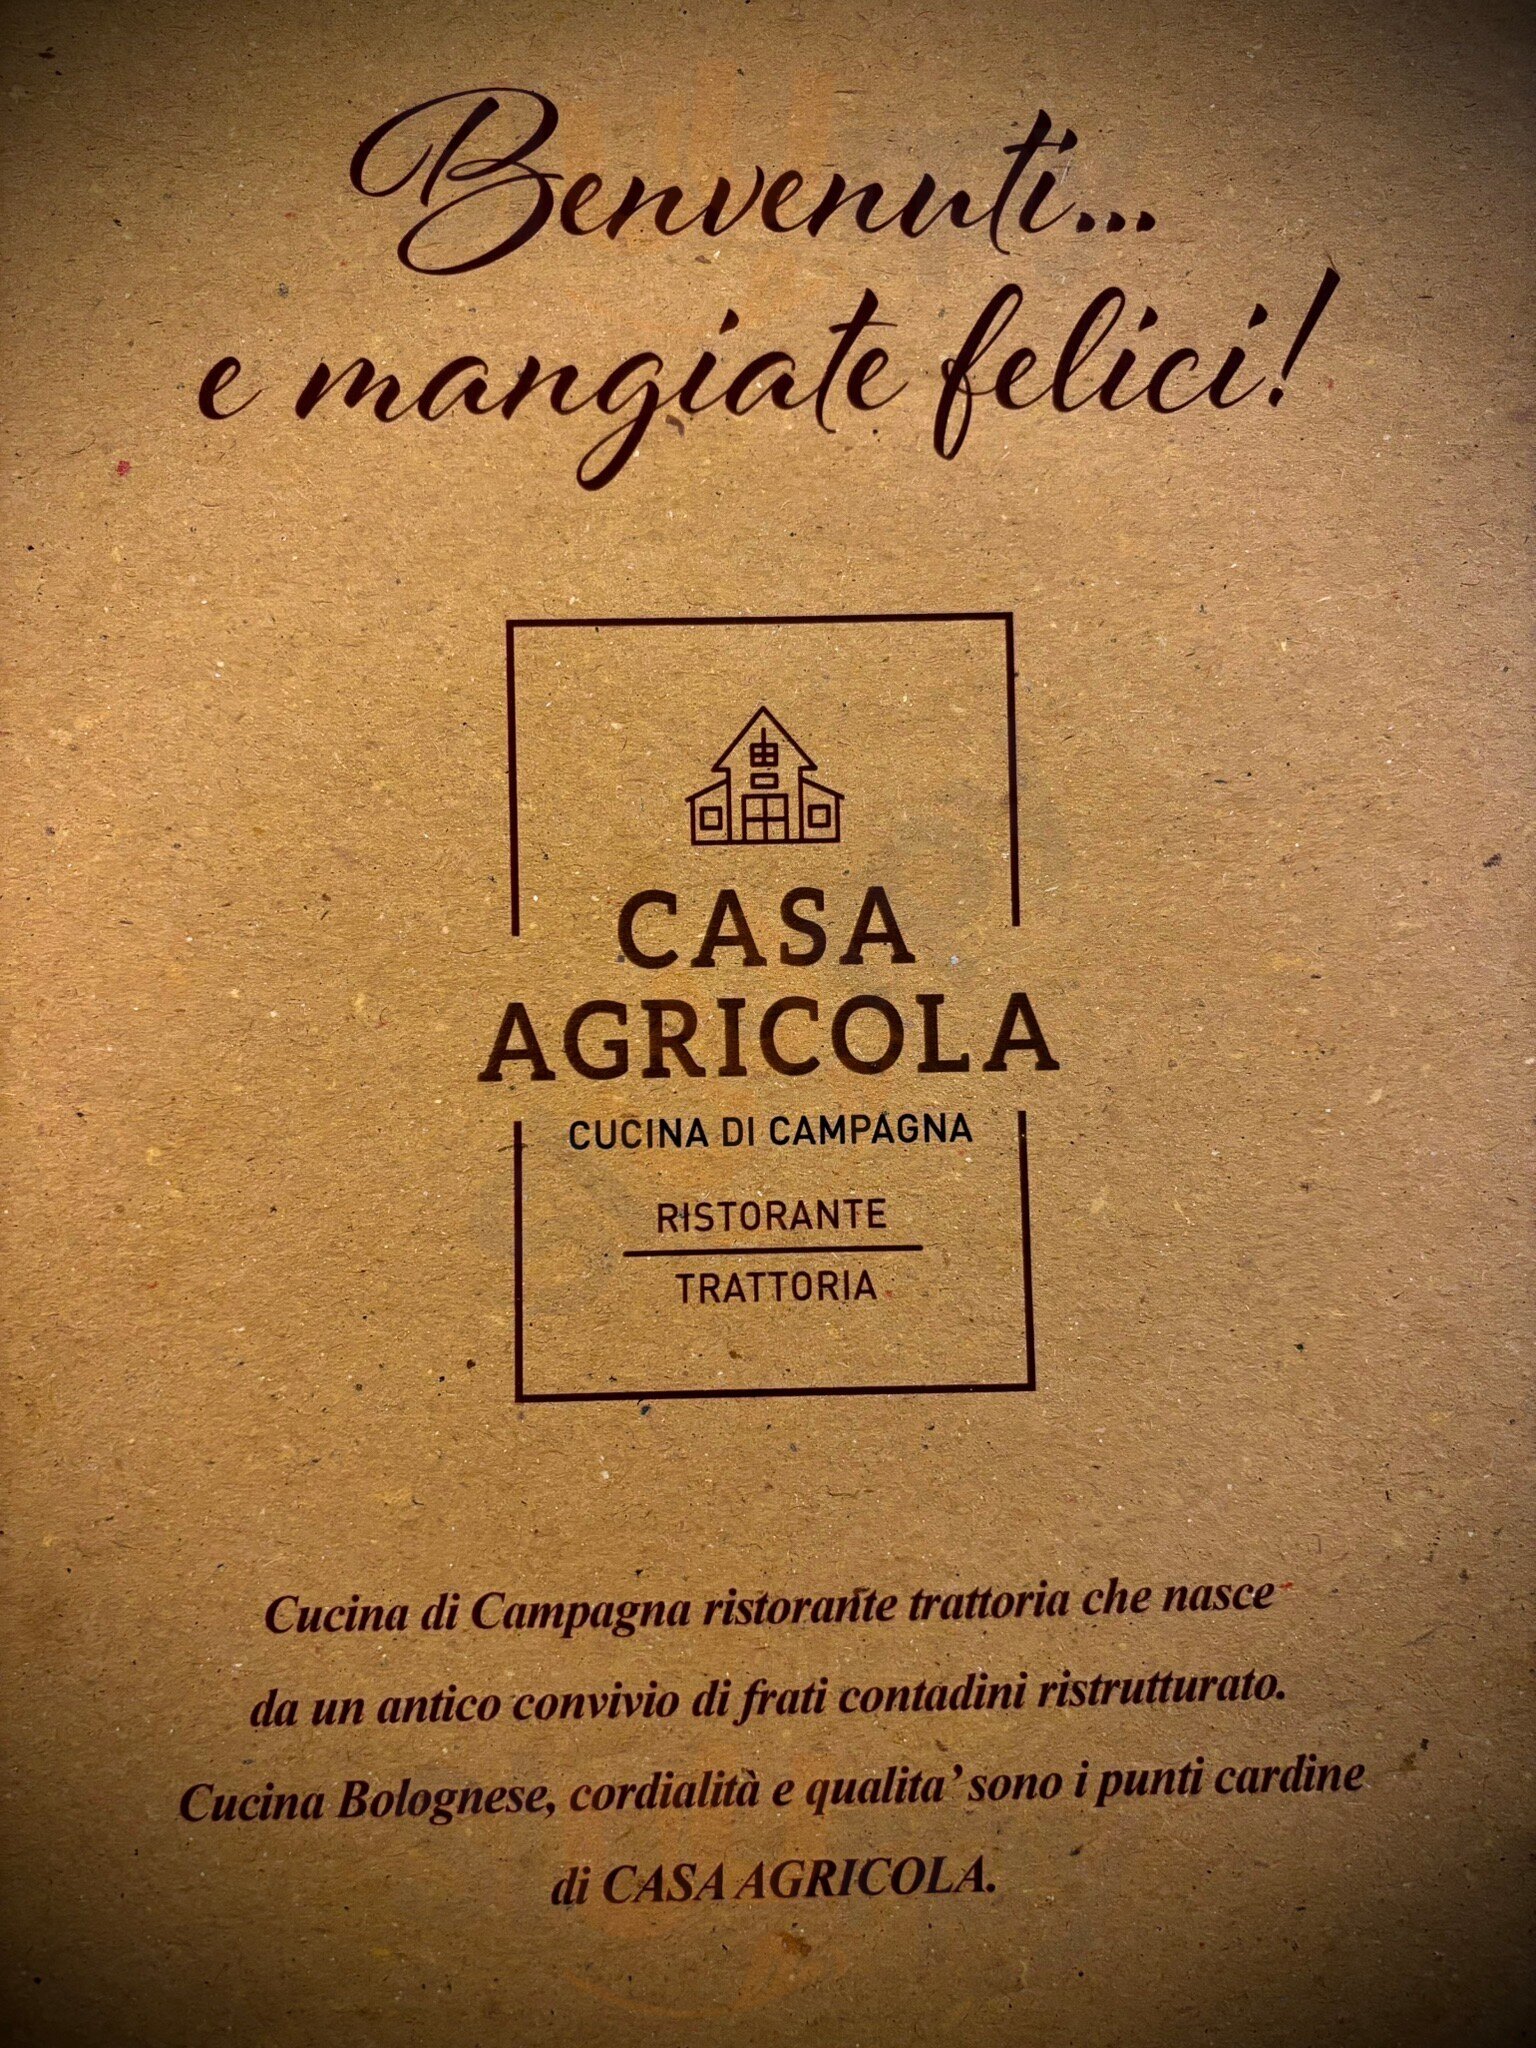 Benvenuti...
e mangiate felici!
CASA
AGRICOLA
CUCINA DI CAMPAGNA
RISTORANTE
TRATTORIA
Cucina di Campagna ristorante trattoria che nasce
da un antico convivio di frati contadini ristrutturato.
Cucina Bolognese, cordialità e qualita' sono i punti cardine
di CASA AGRICOLA.